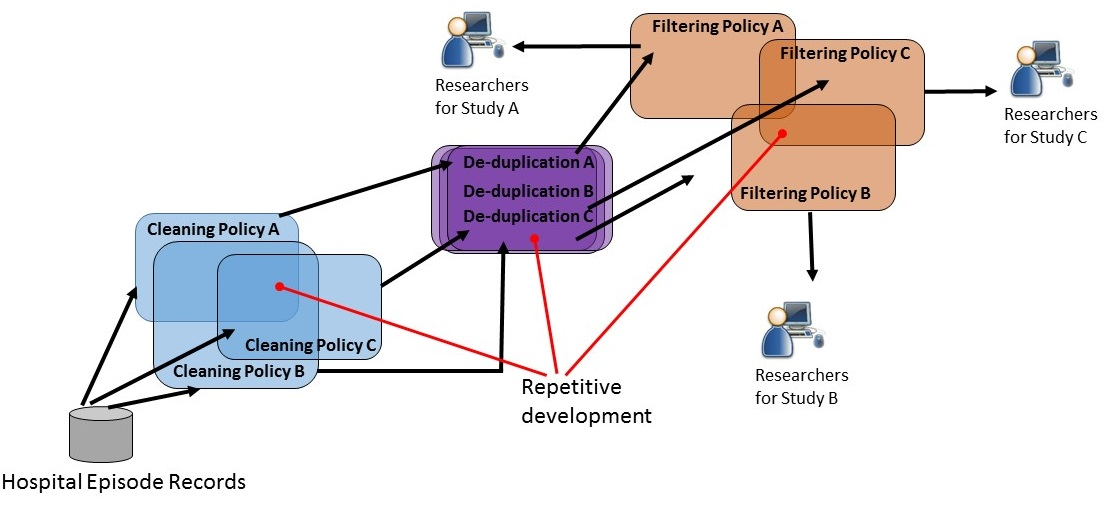 Filtering Policy A
Filtering Policy C
Researchers
for Study A
Researchers
for Study C
De-duplication A
De-duplication B
De-duplication C
Filtering Policy B
Cleaning Policy A
Cleaning Policy C
Cleaning Policy B
Repetitive
development
Researchers
for Study B
Hospital Episode Records